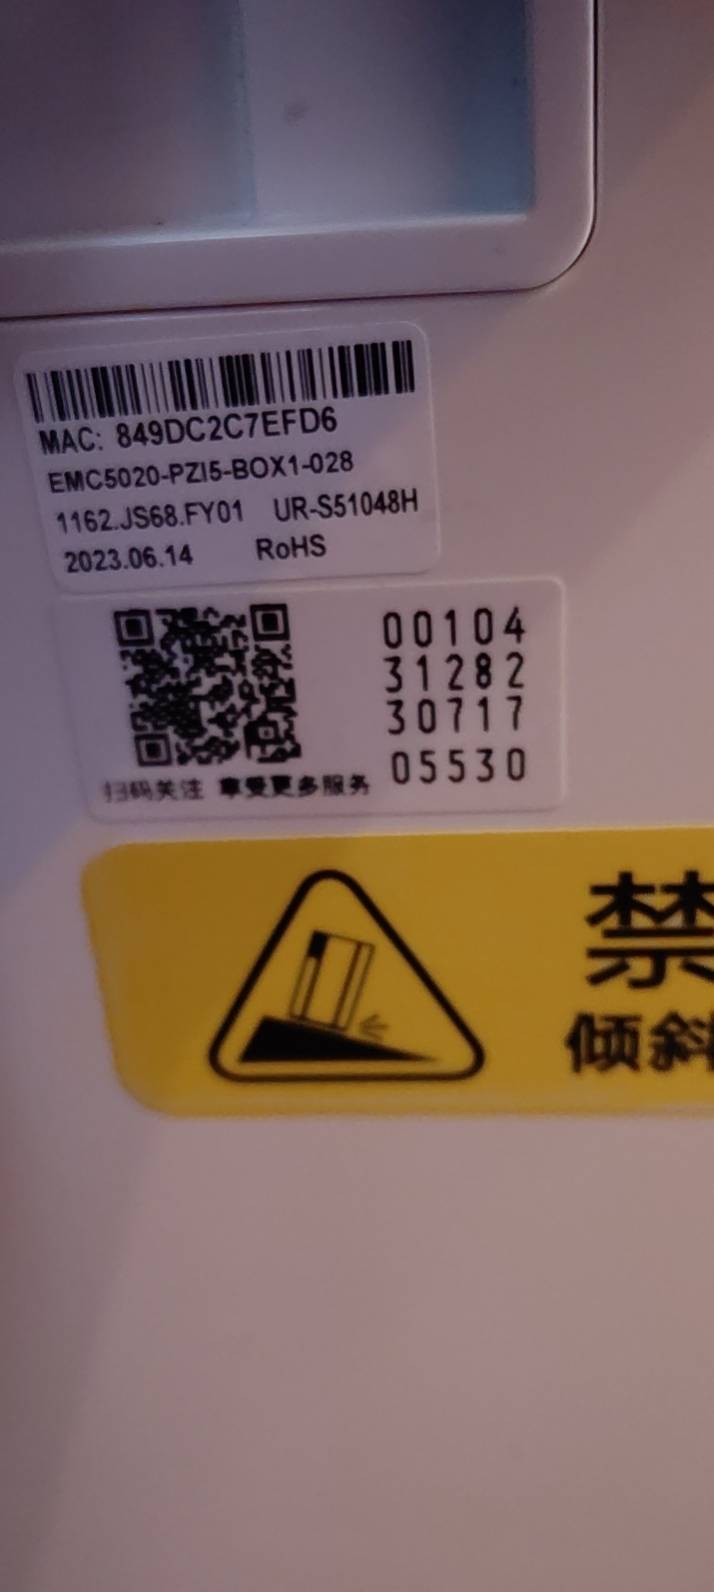 MAC: 849DC2C7EFD6
EMC5020-PZI5-BOX1-028
1162.JS68.FY01 UR-S51048H
2023.06.14 RoHS
00104
31282
30717
05530
扫码关注 享受更多服务
禁
倾斜